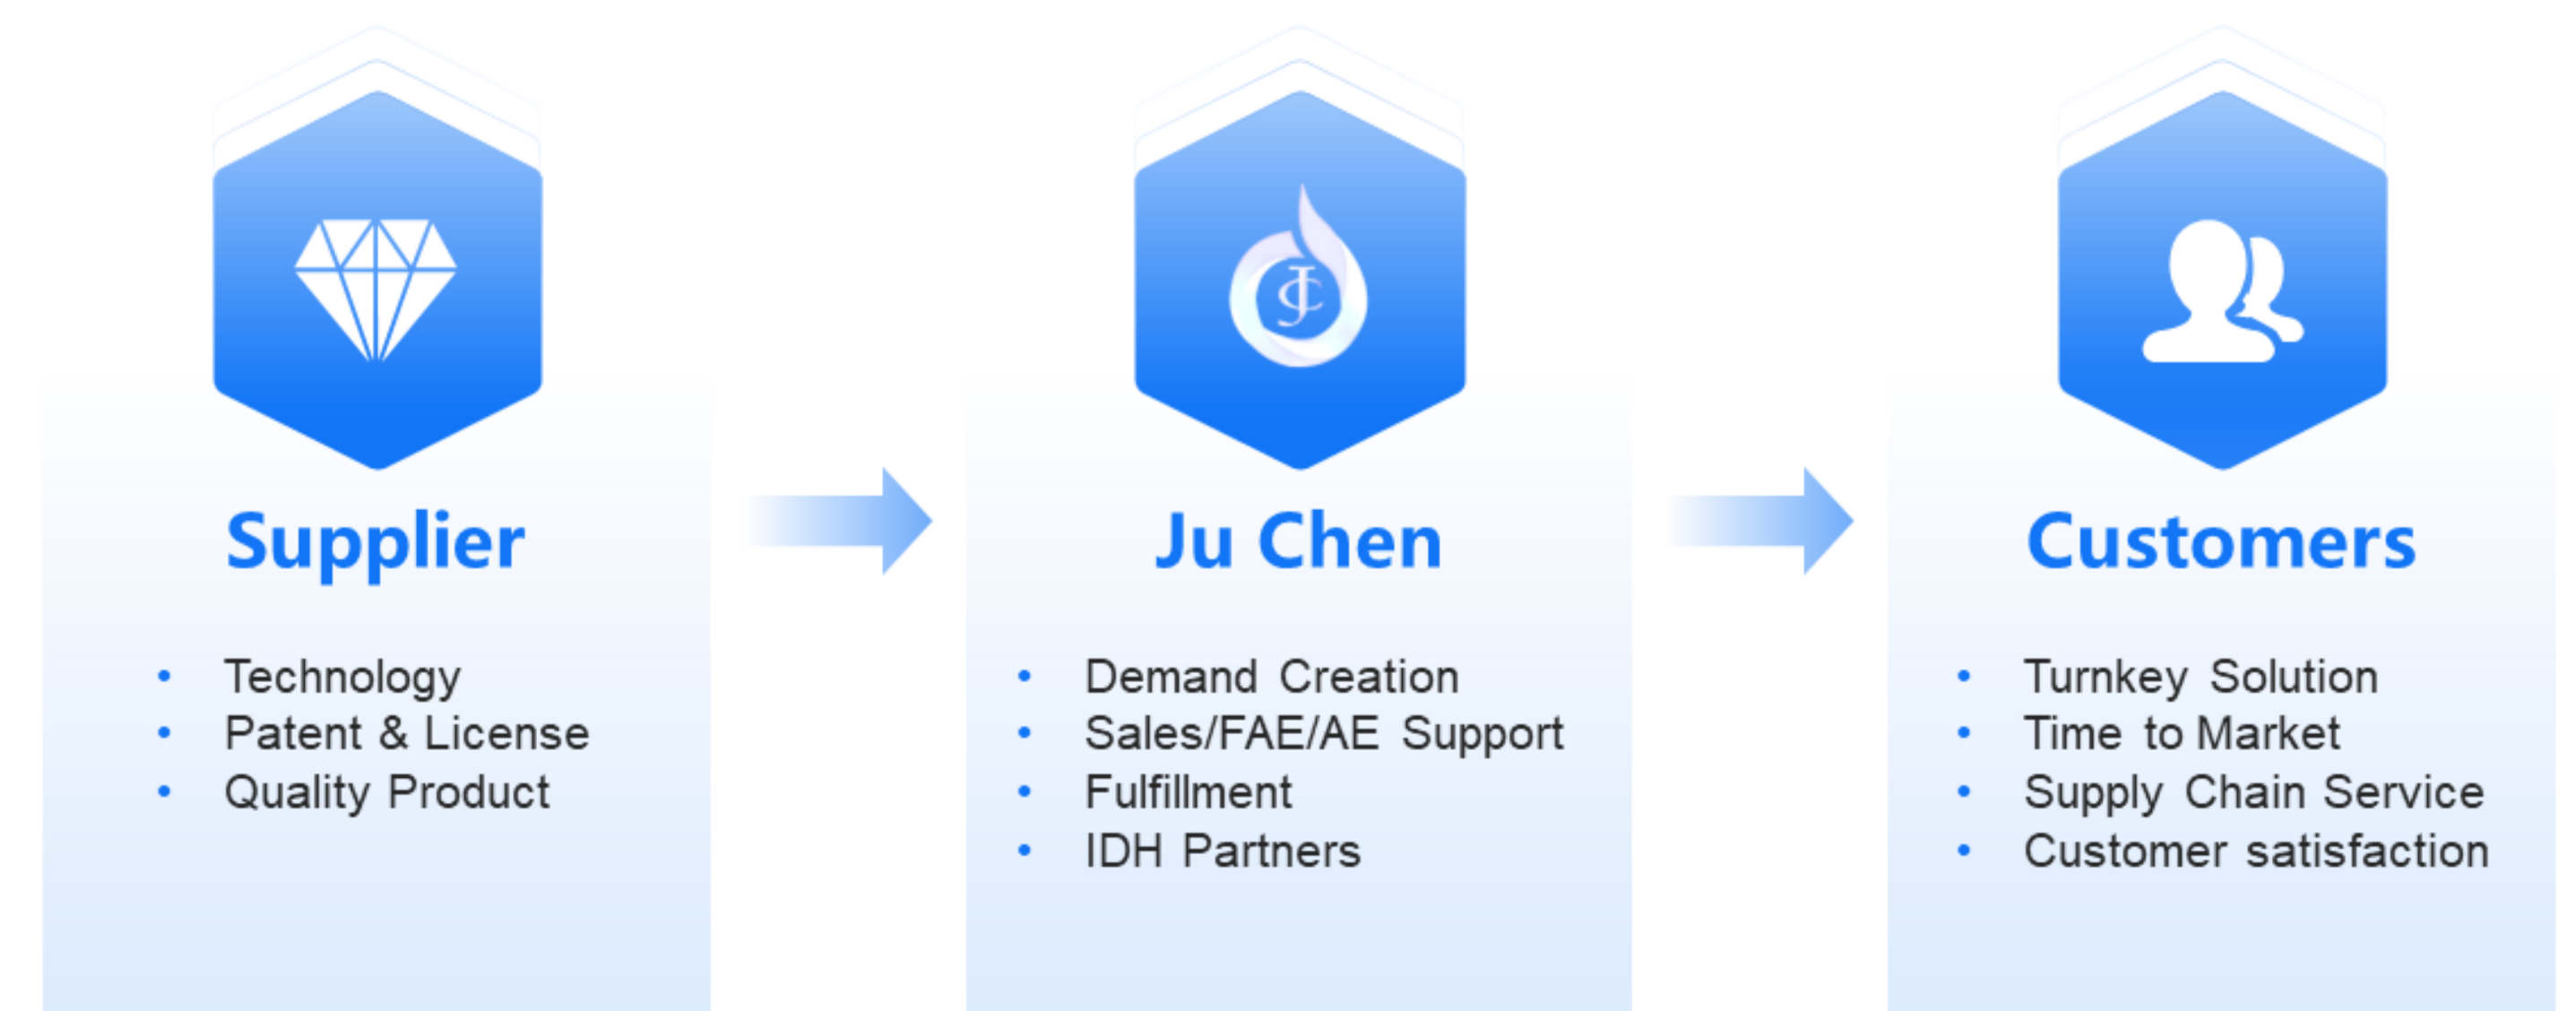 JC
Supplier
• Technology
• Patent & License
• Quality Product
Ju Chen
• Demand Creation
• Sales/FAE/AE Support
• Fulfillment
• IDH Partners
Customers
• Turnkey Solution
• Time to Market
• Supply Chain Service
• Customer satisfaction